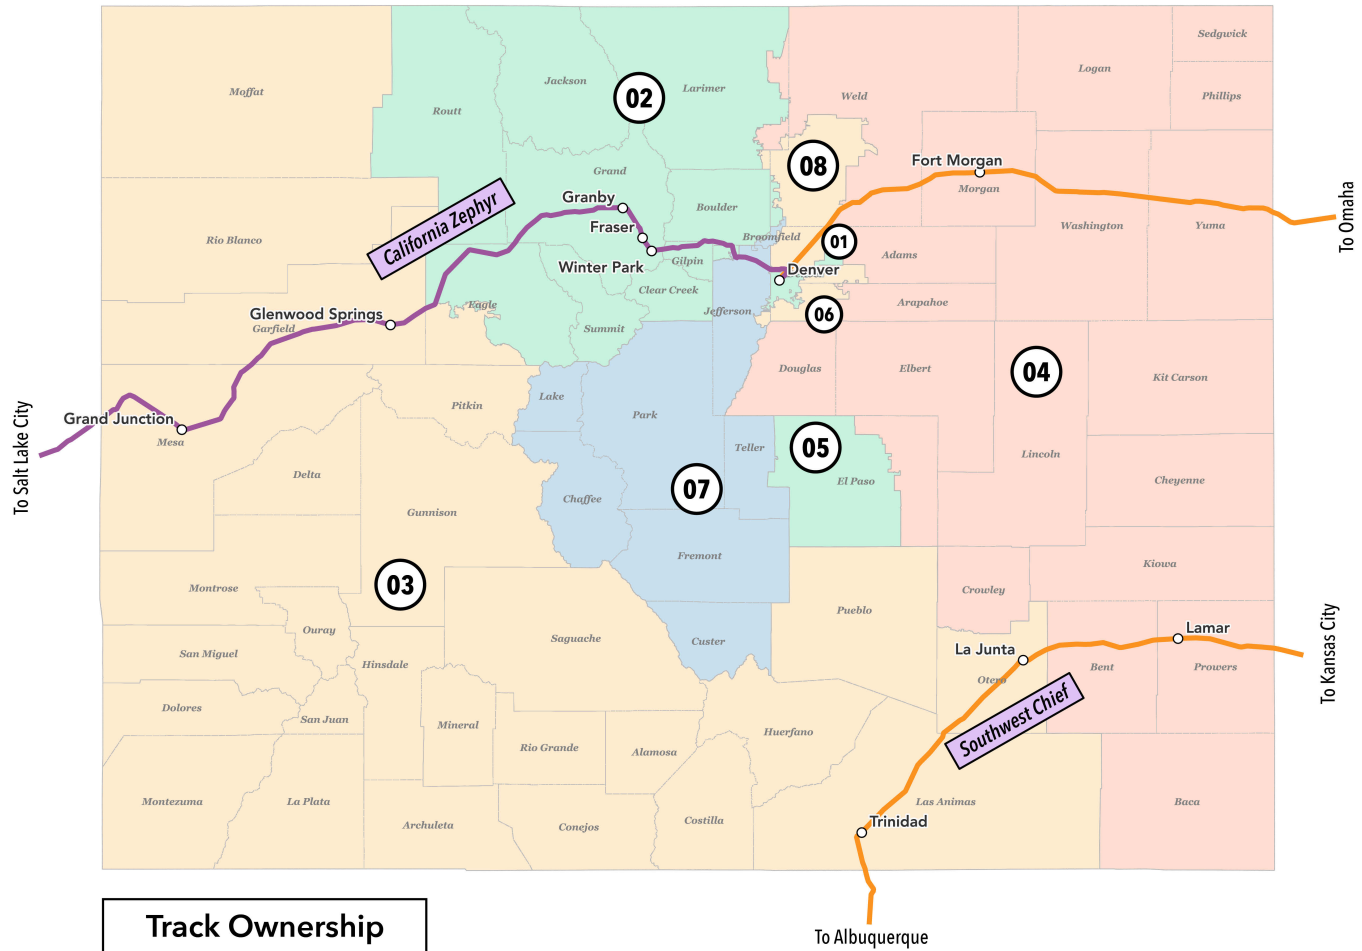 Sedgwick
Logan
Jackson
Larimer
Moffat
02
Weld
Phillips
Routt
Fort Morgan
08
Grand
Morgan
California Zephyr
Granby
Boulder
To Omaha
Fraser
Washington
Yuma
Rio Blanco
Broomfield
01
Adams
Winter Park
Gilpin
Denver
Clear Creek
Arapahoe
Eagle
Glenwood Springs
Jefferson
06
Garfield
Summit
Douglas
Elbert
04
Kit Carson
Lake
Pitkin
Park
Grand Junction
Mesa
To Salt Lake City
Teller
05
Lincoln
Delta
El Paso
Cheyenne
07
Chaffee
Gunnison
Fremont
Kiowa
03
Montrose
Crowley
Pueblo
Ouray
Saguache
Custer
Lamar
La Junta
To Kansas City
San Miguel
Hinsdale
Bent
Prowers
Otero
Dolores
San Juan
Mineral
Southwest Chief
Huerfano
Rio Grande
Alamosa
Montezuma
La Plata
Las Animas
Baca
Archuleta
Conejos
Costilla
Trinidad
Track Ownership
To Albuquerque